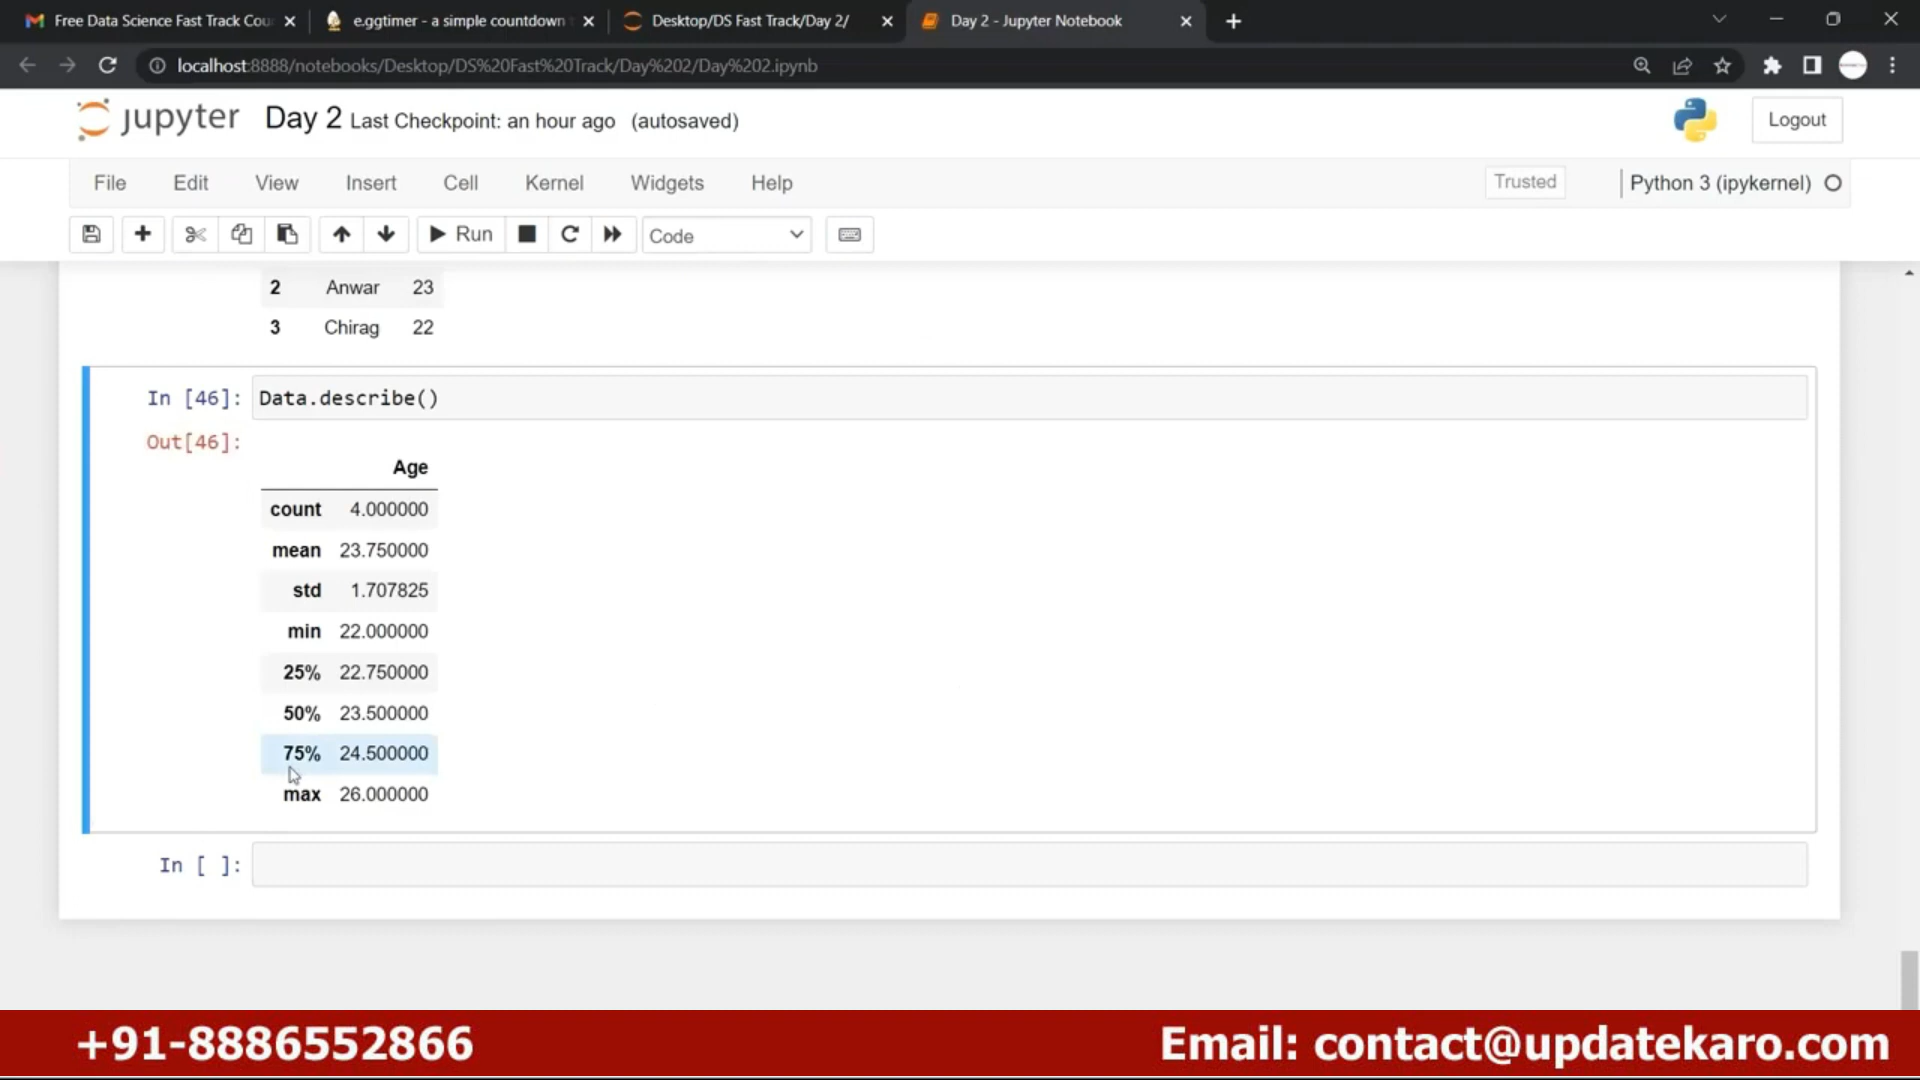 Free Data Science Fast Track Cou
e.ggtimer - a simple countdown
Desktop/DS Fast Track/Day 2/
Day 2 - Jupyter Notebook
localhost:8888/notebooks/Desktop/DS%20Fast%20Track/Day%202/Day%202.ipynb
jupyter Day 2 Last Checkpoint: an hour ago (autosaved)
Logout
File Edit View Insert Cell Kernel Widgets Help
Trusted
Python 3 (ipykernel)
Run
Code
2 Anwar 23
3 Chirag 22
In [46]: Data.describe()
Out[46]:
Age
count 4.000000
mean 23.750000
std 1.707825
min 22.000000
25% 22.750000
50% 23.500000
75% 24.500000
max 26.000000
In [ ]:
+91-8886552866
Email: contact@updatekaro.com